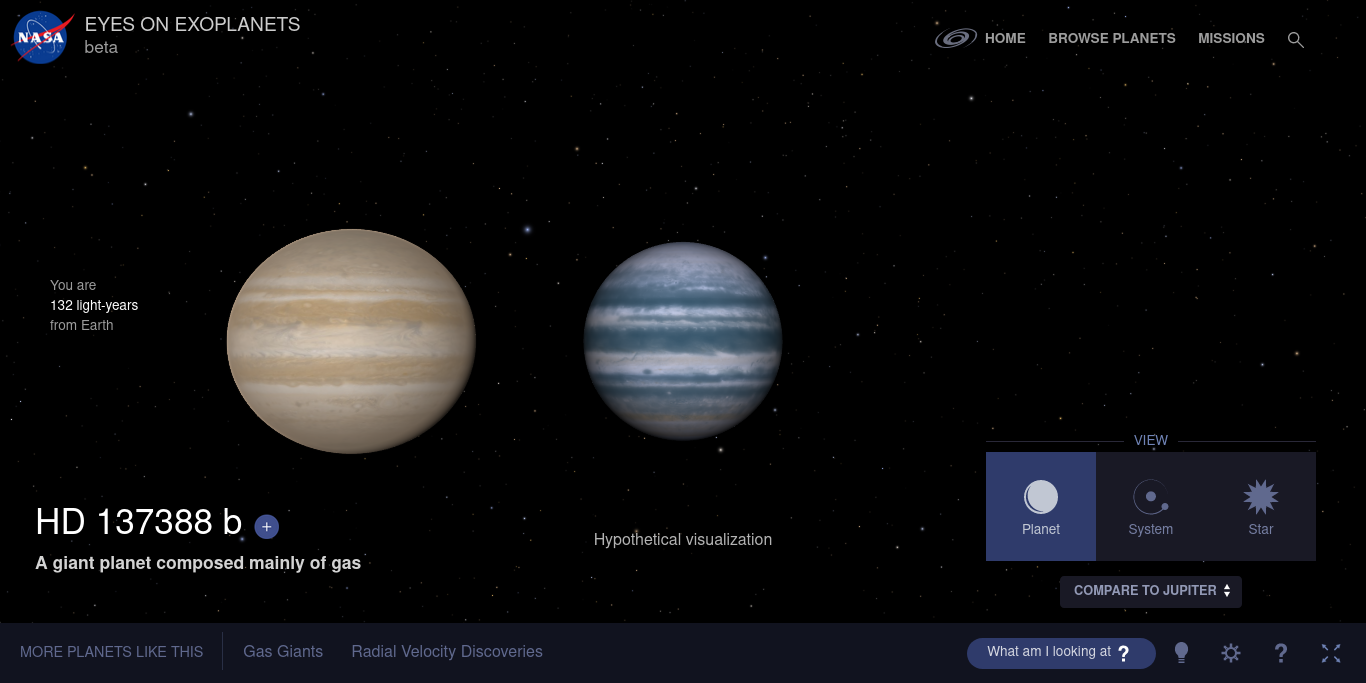 NASA
EYES ON EXOPLANETS
beta
HOME
BROWSE PLANETS
MISSIONS
You are
132 light-years
from Earth
HD 137388 b +
A giant planet composed mainly of gas
Hypothetical visualization
VIEW
Planet
System
Star
COMPARE TO JUPITER
MORE PLANETS LIKE THIS
Gas Giants
Radial Velocity Discoveries
What am I looking at ?
?